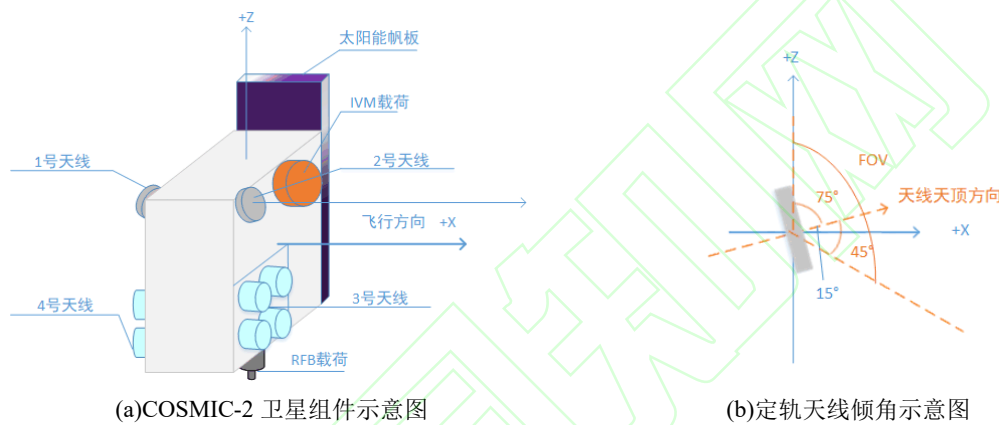 +Z
太阳能帆板
IVM载荷
1号天线
2号天线
飞行方向 +X
4号天线
3号天线
RFB载荷
(a)COSMIC-2 卫星组件示意图
+Z
FOV
75°
天线天顶方向
+X
45°
15°
(b)定轨天线倾角示意图